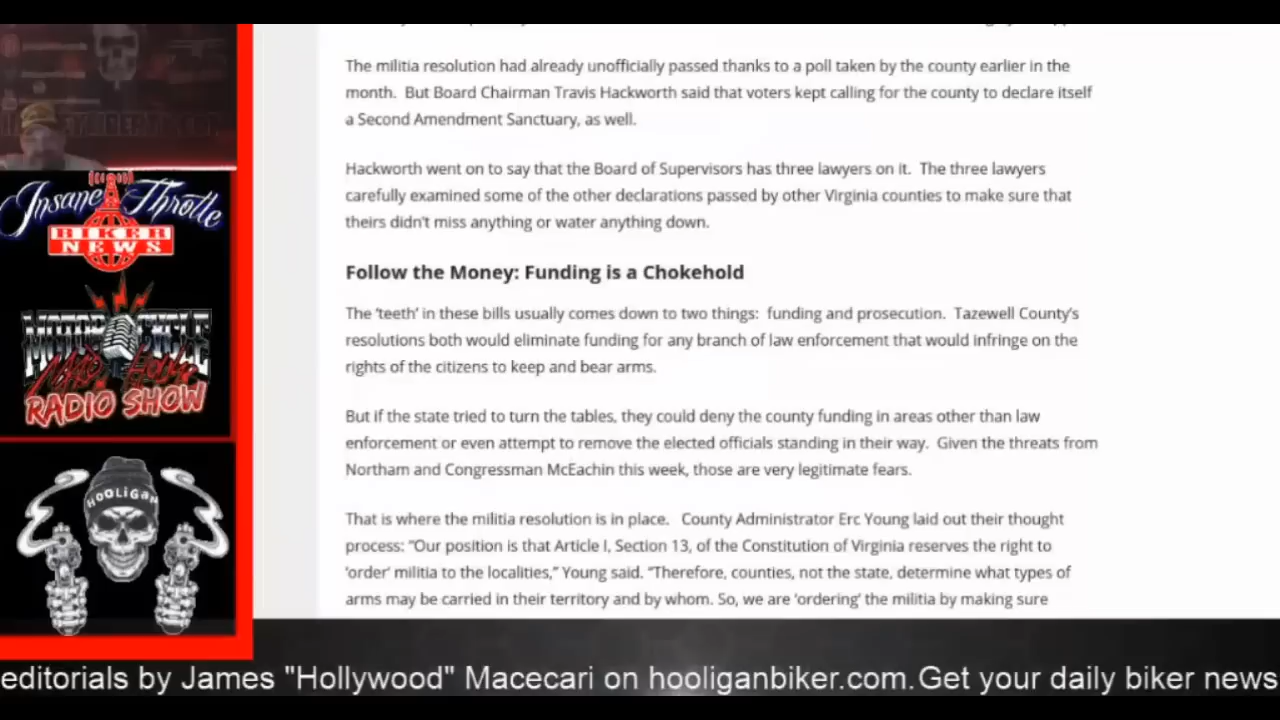 The militia resolution had already unofficially passed thanks to a poll taken by the county earlier in the
month.  But Board Chairman Travis Hackworth said that voters kept calling for the county to declare itself
a Second Amendment Sanctuary, as well.
Hackworth went on to say that the Board of Supervisors has three lawyers on it.  The three lawyers
carefully examined some of the other declarations passed by other Virginia counties to make sure that
theirs didn't miss anything or water anything down.
Follow the Money: Funding is a Chokehold
The 'teeth' in these bills usually comes down to two things:  funding and prosecution.  Tazewell County's
resolutions both would eliminate funding for any branch of law enforcement that would infringe on the
rights of the citizens to keep and bear arms.
But if the state tried to turn the tables, they could deny the county funding in areas other than law
enforcement or even attempt to remove the elected officials standing in their way.  Given the threats from
Northam and Congressman McEachin this week, those are very legitimate fears.
That is where the militia resolution is in place.   County Administrator Erc Young laid out their thought
process: “Our position is that Article I, Section 13, of the Constitution of Virginia reserves the right to
'order' militia to the localities,” Young said. “Therefore, counties, not the state, determine what types of
arms may be carried in their territory and by whom. So, we are 'ordering' the militia by making sure
Insane Throttle
BIKER
NEWS
MOTORCYCLE
RADIO SHOW
HOOLIGAN
editorials by James "Hollywood" Macecari on hooliganbiker.com.Get your daily biker news